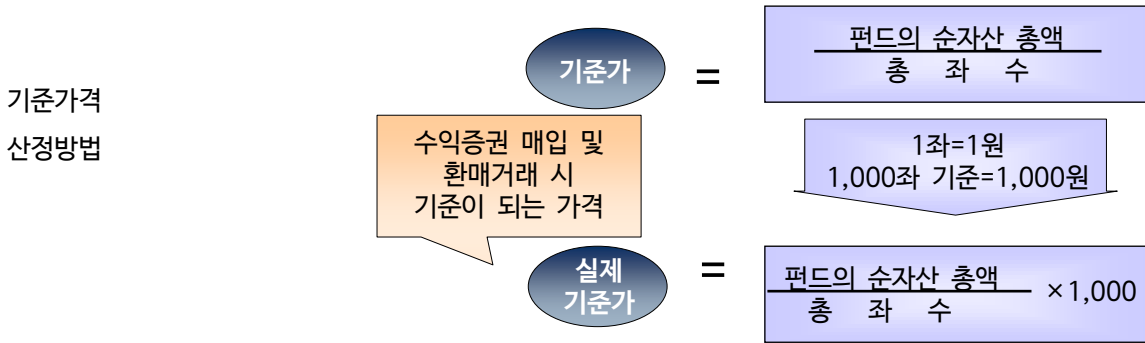 기준가격
산정방법
기준가
=
펀드의 순자산 총액
총 좌 수
수익증권 매입 및
환매거래 시
기준이 되는 가격
1좌=1원
1,000좌 기준=1,000원
실제
기준가
=
펀드의 순자산 총액
총 좌 수
×1,000